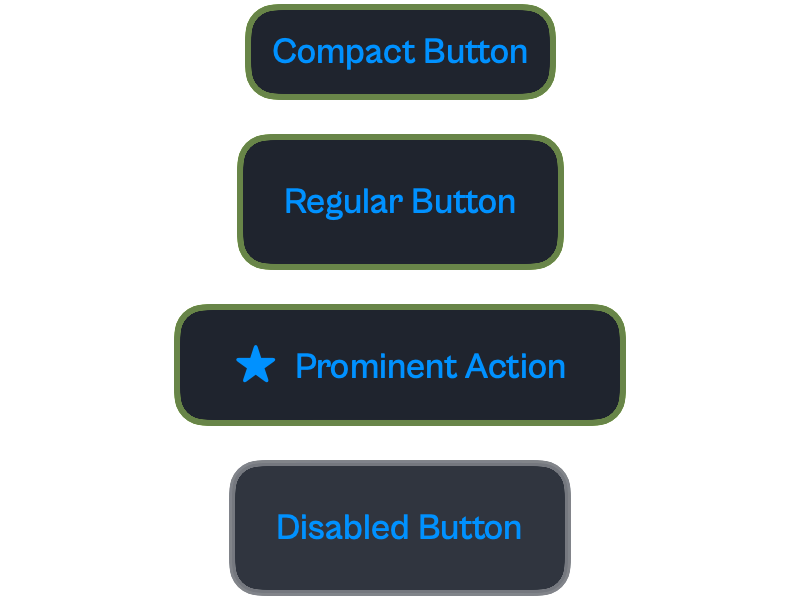 Compact Button
Regular Button
Prominent Action
Disabled Button